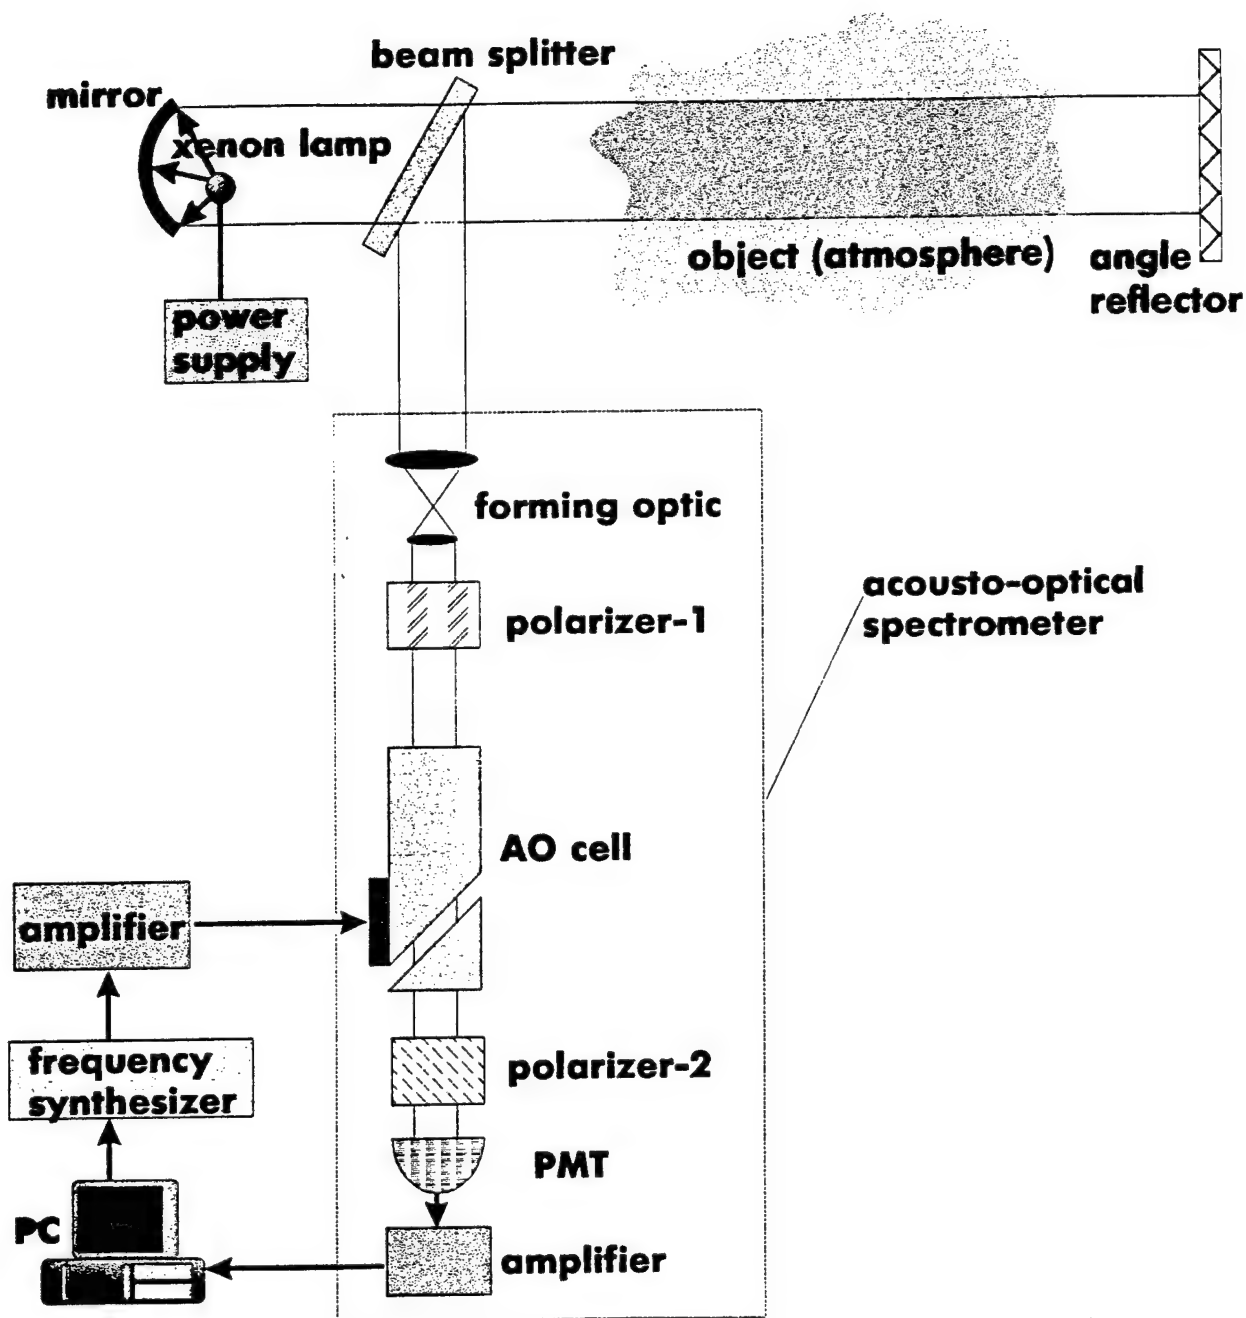 beam splitter
mirror
xenon lamp
object (atmosphere)
angle
reflector
power
supply
forming optic
polarizer-1
acousto-optical
spectrometer
AO cell
amplifier
frequency
synthesizer
polarizer-2
PMT
PC
amplifier